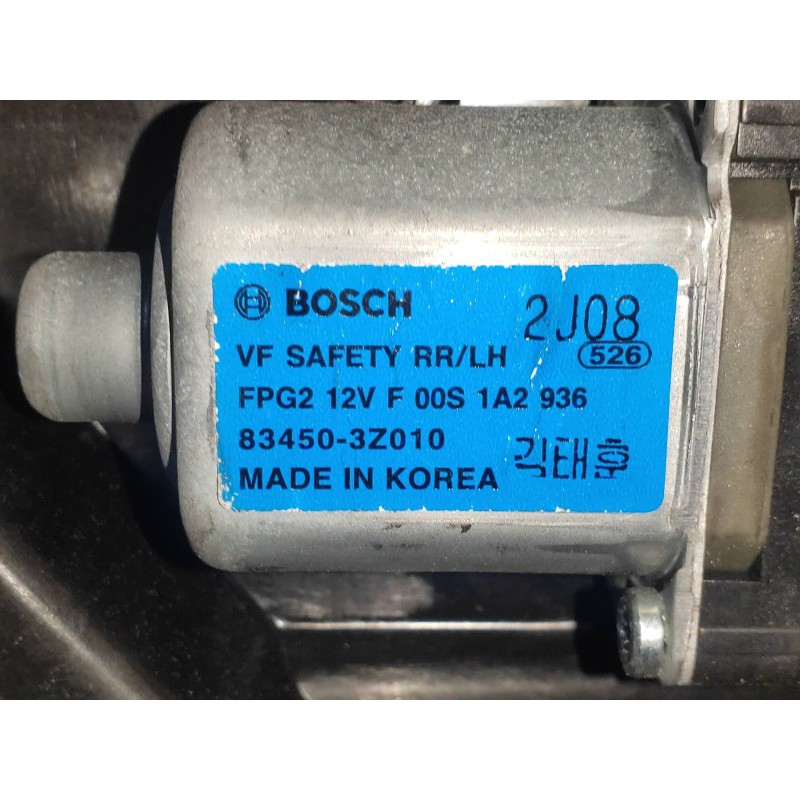 BOSCH
2J08
VF SAFETY RR/LH
526
FPG2 12V F 00S 1A2 936
83450-3Z010
MADE IN KOREA
김태홍